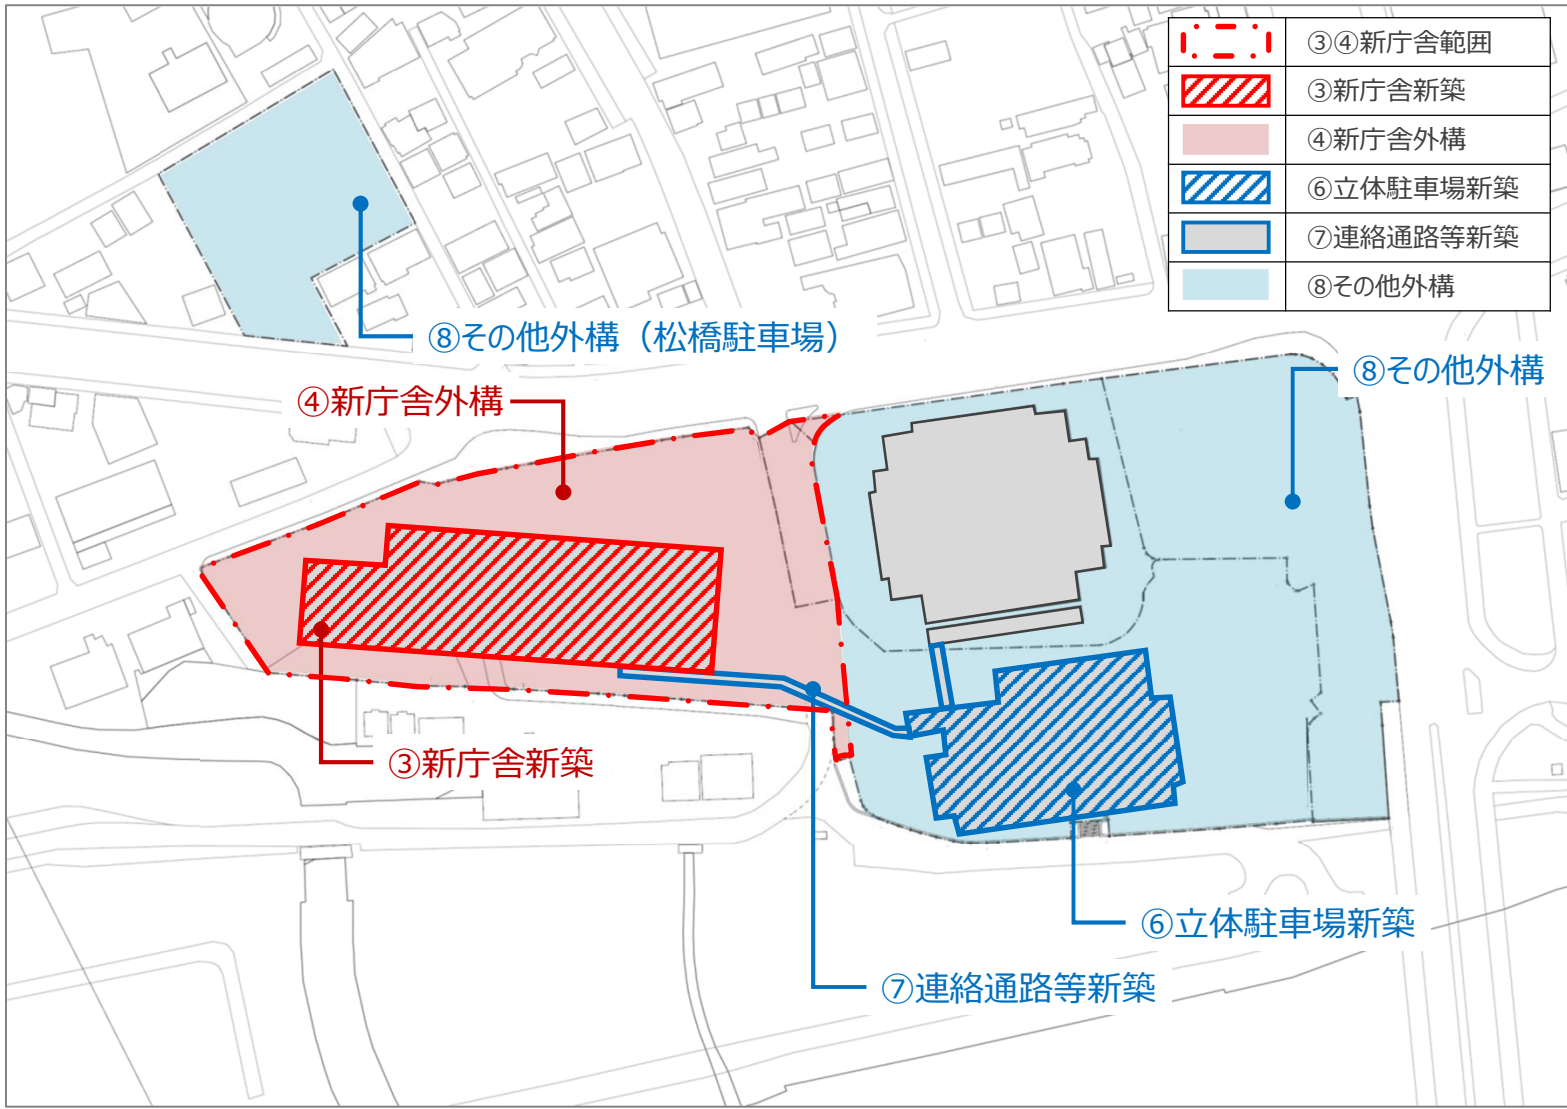 ③④新庁舎範囲
③新庁舎新築
④新庁舎外構
⑥立体駐車場新築
⑦連絡通路等新築
⑧その他外構
⑧その他外構（松橋駐車場）
⑧その他外構
④新庁舎外構
③新庁舎新築
⑥立体駐車場新築
⑦連絡通路等新築